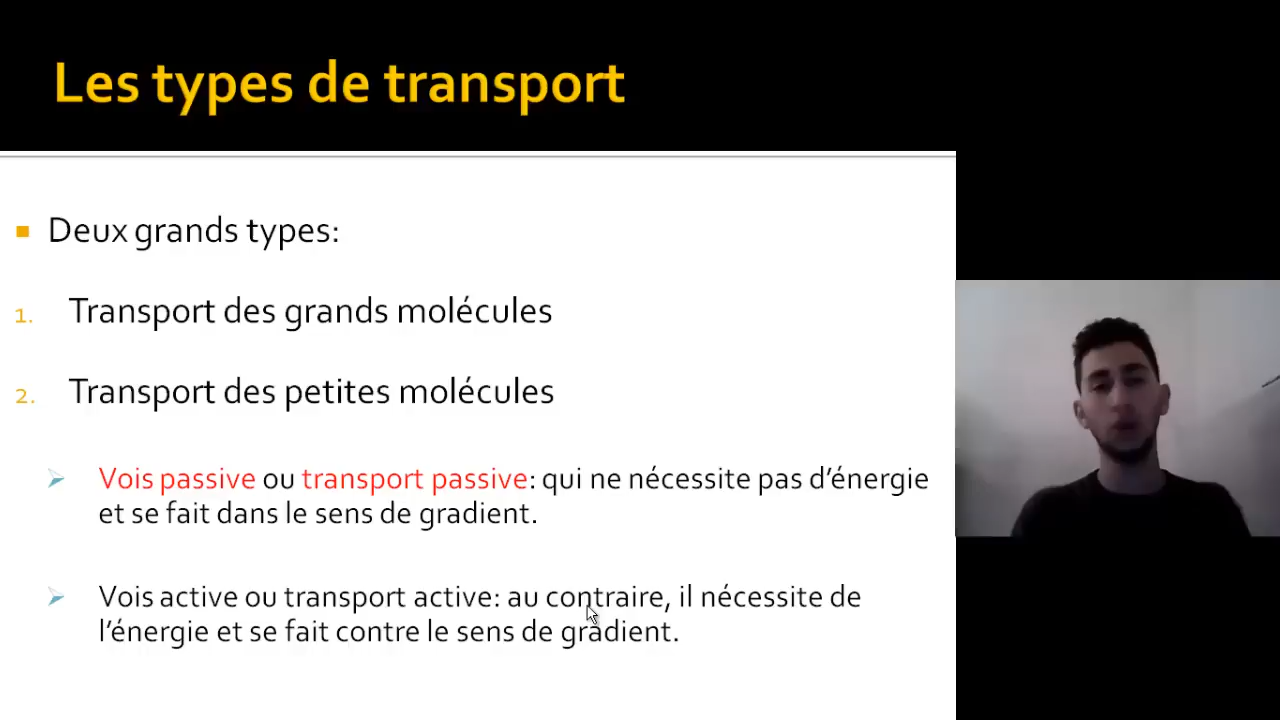 Les types de transport
Deux grands types:
1. Transport des grands molécules
2. Transport des petites molécules
Vois passive ou transport passive: qui ne nécessite pas d'énergie
et se fait dans le sens de gradient.
Vois active ou transport active: au contraire, il nécessite de
l'énergie et se fait contre le sens de gradient.